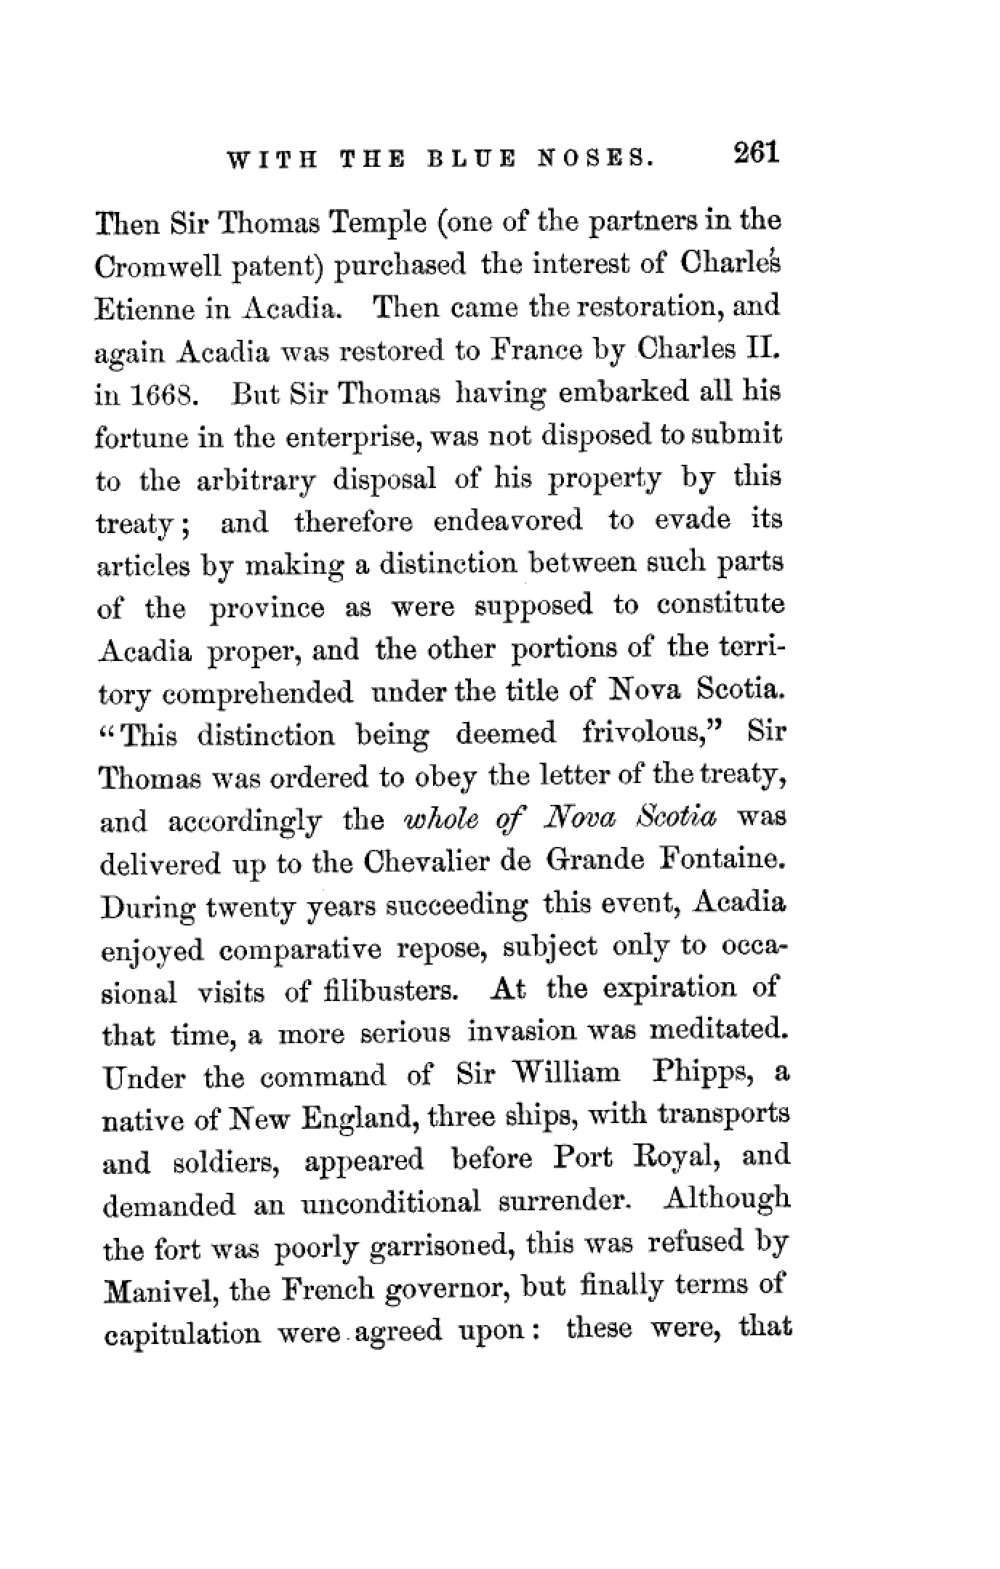 WITH THE BLUE NOSES. 261
Then Sir Thomas Temple (one of the partners in the
Cromwell patent) purchased the interest of Charles
Etienne in Acadia. Then came the restoration, and
again Acadia was restored to France by Charles II.
in 1668. But Sir Thomas having embarked all his
fortune in the enterprise, was not disposed to submit
to the arbitrary disposal of his property by this
treaty; and therefore endeavored to evade its
articles by making a distinction between such parts
of the province as were supposed to constitute
Acadia proper, and the other portions of the terri-
tory comprehended under the title of Nova Scotia.
“This distinction being deemed frivolous,” Sir
Thomas was ordered to obey the letter of the treaty,
and accordingly the whole of Nova Scotia was
delivered up to the Chevalier de Grande Fontaine.
During twenty years succeeding this event, Acadia
enjoyed comparative repose, subject only to occa-
sional visits of filibusters. At the expiration of
that time, a more serious invasion was meditated.
Under the command of Sir William Phipps, a
native of New England, three ships, with transports
and soldiers, appeared before Port Royal, and
demanded an unconditional surrender. Although
the fort was poorly garrisoned, this was refused by
Manivel, the French governor, but finally terms of
capitulation were agreed upon: these were, that